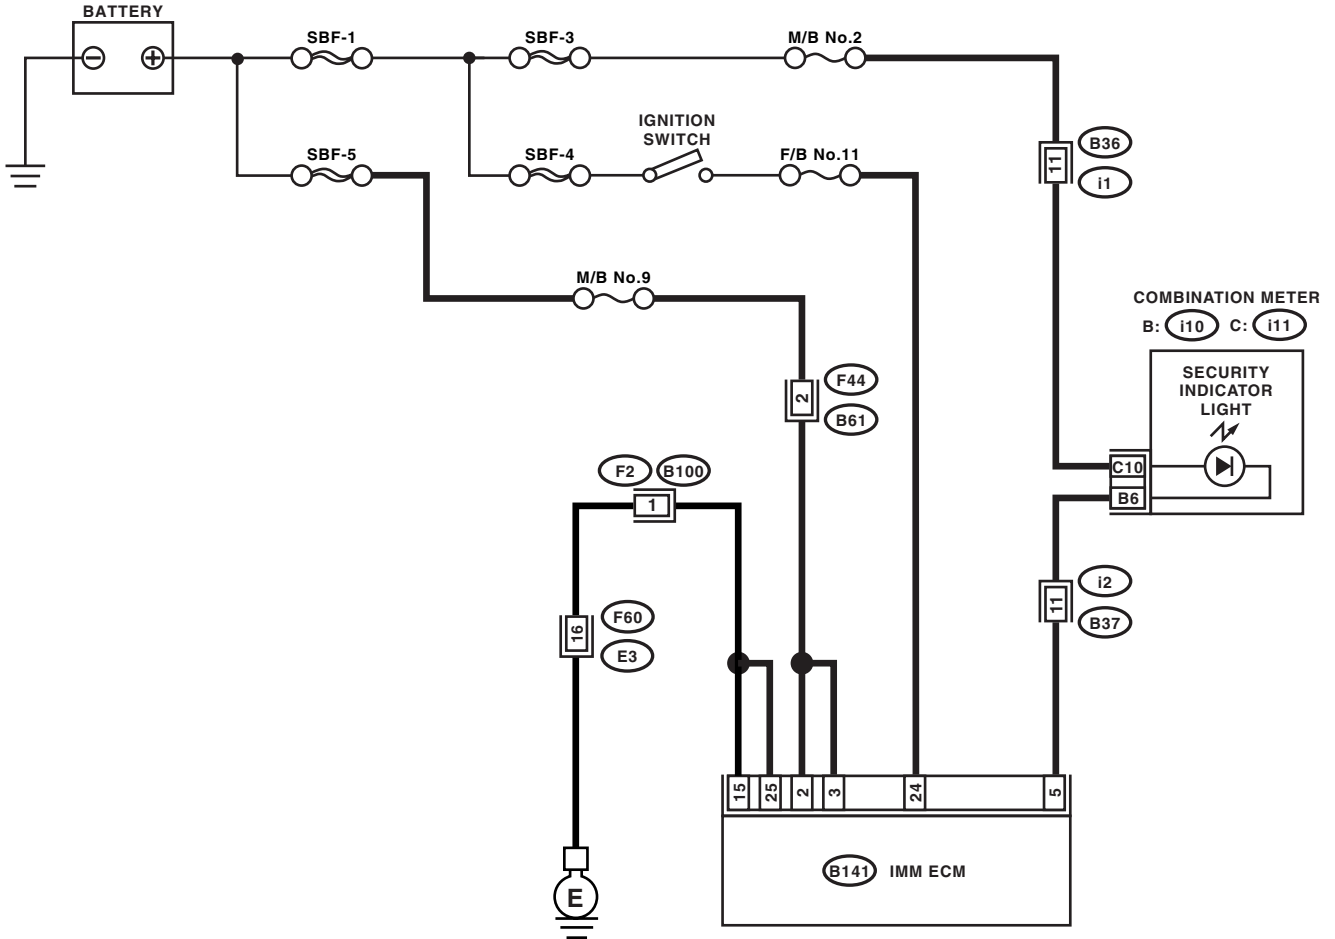 BATTERY
SBF-1
SBF-3
M/B No.2
IGNITION
SWITCH
SBF-5
SBF-4
F/B No.11
B36
11
i1
M/B No.9
COMBINATION METER
B: i10 C: i11
F44
2
B61
SECURITY
INDICATOR
LIGHT
F2 B100
1
C10
B6
F60
16
E3
i2
11
B37
15 25 2 3 24 5
B141 IMM ECM
E